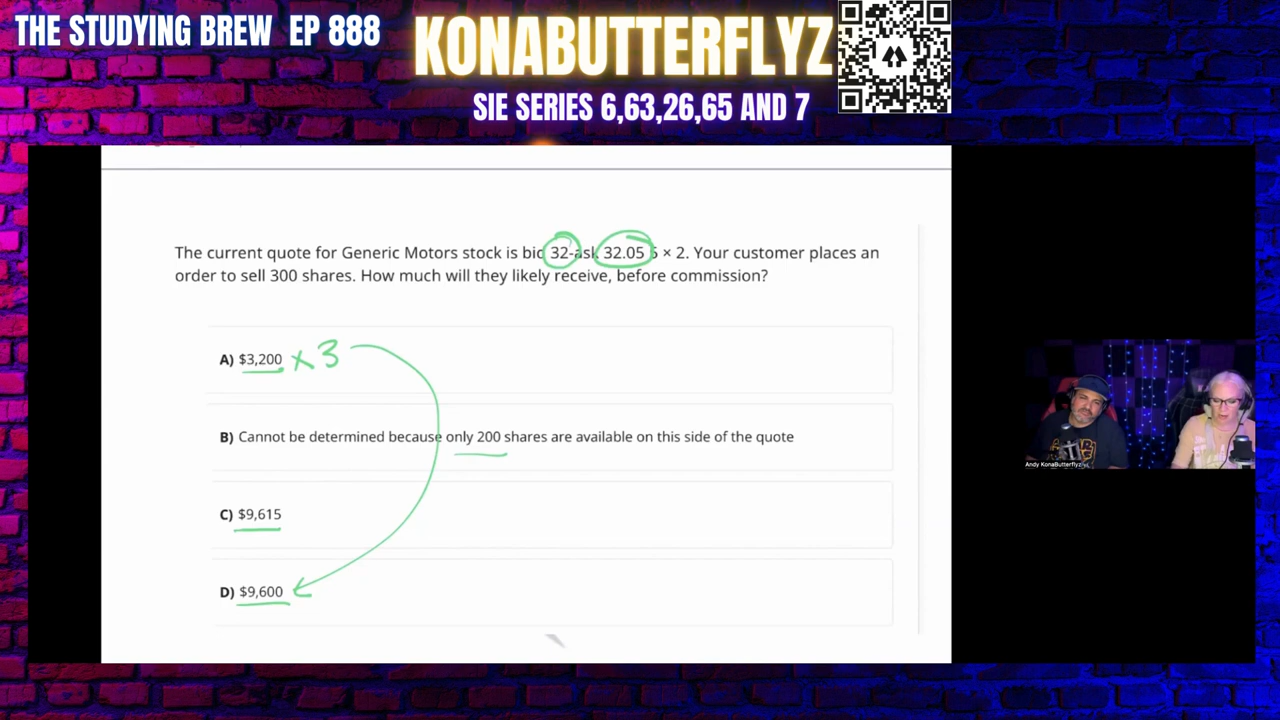 THE STUDYING BREW EP 888
KONABUTTERFLYZ
SIE SERIES 6,63,26,65 AND 7
The current quote for Generic Motors stock is bid 32-ask 32.05 5 × 2. Your customer places an
order to sell 300 shares. How much will they likely receive, before commission?
A) $3,200 x 3
B) Cannot be determined because only 200 shares are available on this side of the quote
C) $9,615
D) $9,600
Andy KonaButterflyz